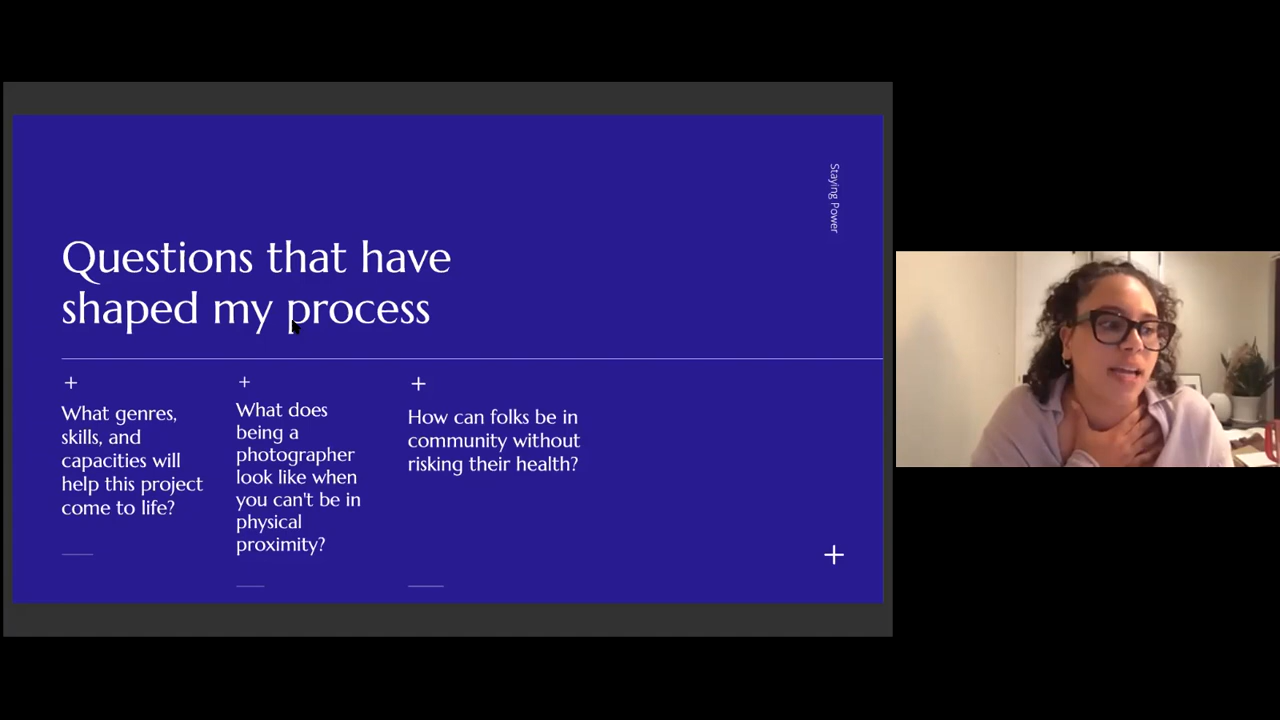 Staying Power
Questions that have
shaped my process
+
What genres,
skills, and
capacities will
help this project
come to life?
+
What does
being a
photographer
look like when
you can't be in
physical
proximity?
+
How can folks be in
community without
risking their health?
+